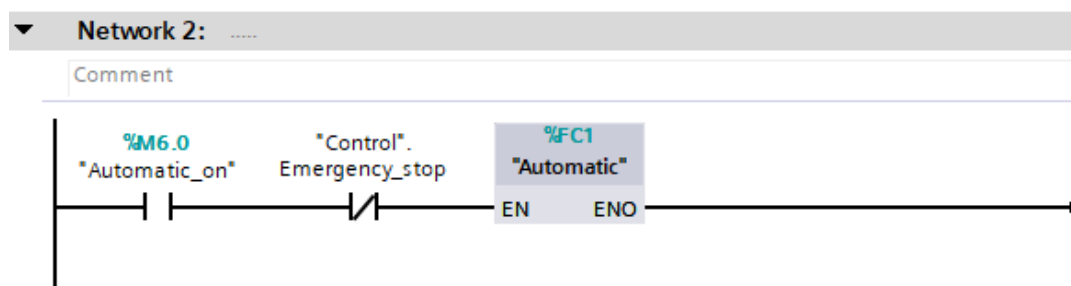 Network 2: .....
Comment
%M6.0
"Automatic_on"
"Control".
Emergency_stop
%FC1
"Automatic"
EN ENO